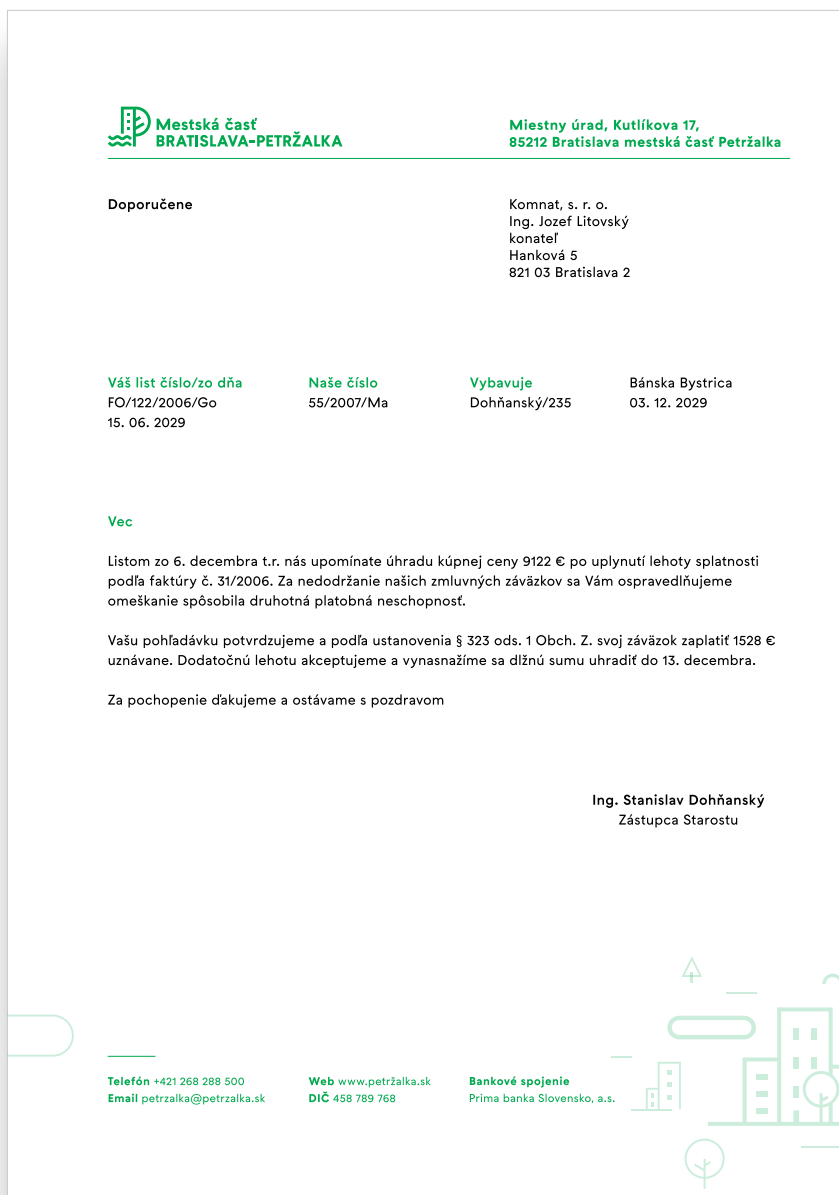 Mestská časť
BRATISLAVA-PETRŽALKA
Miestny úrad, Kutlíkova 17,
85212 Bratislava mestská časť Petržalka
Doporučene
Komnat, s. r. o.
Ing. Jozef Litovský
konateľ
Hanková 5
821 03 Bratislava 2
Váš list číslo/zo dňa
FO/122/2006/Go
15. 06. 2029
Naše číslo
55/2007/Ma
Vybavuje
Dohňanský/235
Bánska Bystrica
03. 12. 2029
Vec
Listom zo 6. decembra t.r. nás upomínate úhradu kúpnej ceny 9122 € po uplynutí lehoty splatnosti
podľa faktúry č. 31/2006. Za nedodržanie našich zmluvných záväzkov sa Vám ospravedlňujeme
omeškanie spôsobila druhotná platobná neschopnosť.
Vašu pohľadávku potvrdzujeme a podľa ustanovenia § 323 ods. 1 Obch. Z. svoj záväzok zaplatiť 1528 €
uznávane. Dodatočnú lehotu akceptujeme a vynasnažíme sa dlžnú sumu uhradiť do 13. decembra.
Za pochopenie ďakujeme a ostávame s pozdravom
Ing. Stanislav Dohňanský
Zástupca Starostu
Telefón +421 268 288 500
Email petrzalka@petrzalka.sk
Web www.petržalka.sk
DIČ 458 789 768
Bankové spojenie
Prima banka Slovensko, a.s.